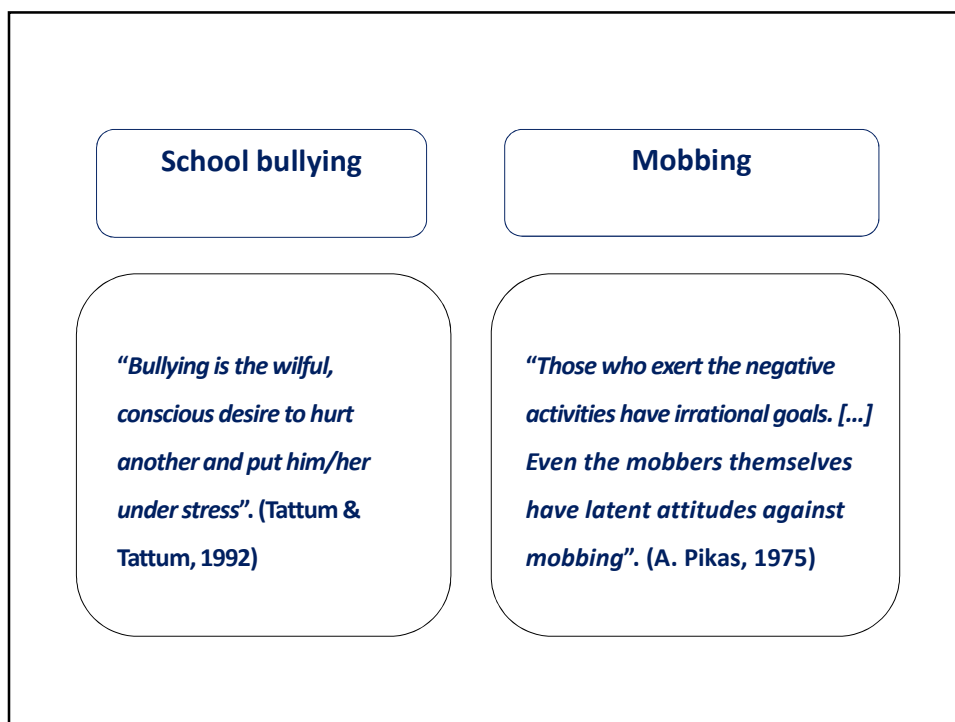 School bullying
Mobbing
“Bullying is the wilful,
conscious desire to hurt
another and put him/her
under stress”. (Tattum &
Tattum, 1992)
“Those who exert the negative
activities have irrational goals. […]
Even the mobbers themselves
have latent attitudes against
mobbing”. (A. Pikas, 1975)